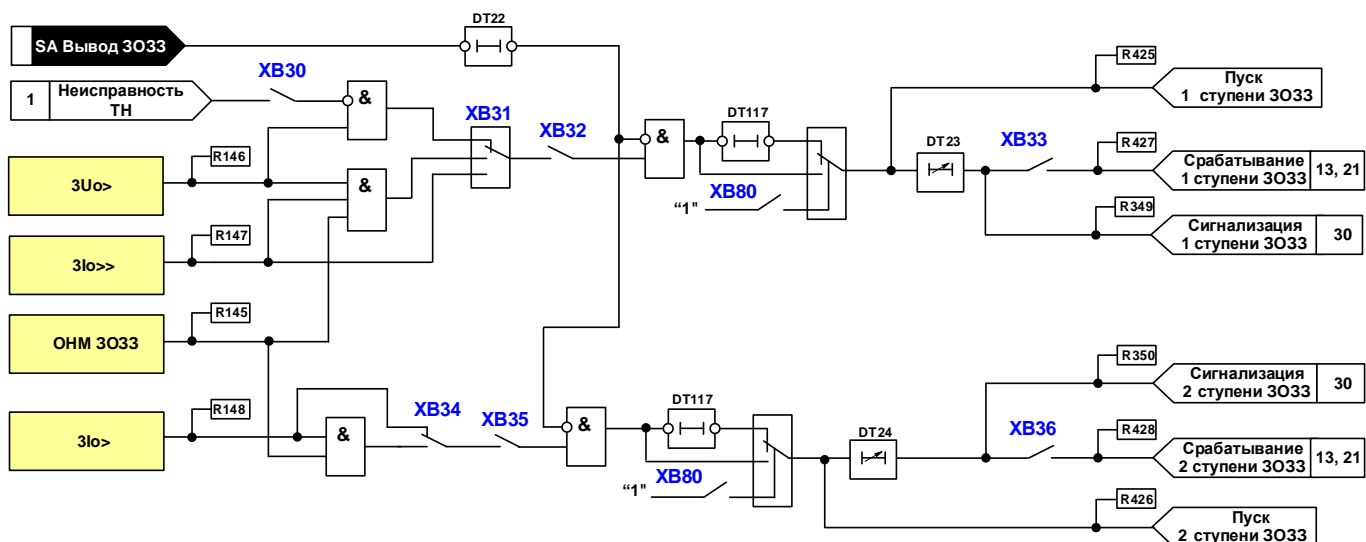 DT22
SA Вывод ЗОЗЗ
1 Неисправность
ТН
XB30
&
XB31
XB32
&
DT117
R425
Пуск
1 ступени ЗОЗЗ
R146
3Uo>
&
XB80
"1"
DT23
XB33
R427
Срабатывание
1 ступени ЗОЗЗ
13, 21
R147
3Io>>
R349
Сигнализация
1 ступени ЗОЗЗ
30
R145
ОНМ ЗОЗЗ
R148
3Io>
&
XB34
XB35
&
DT117
XB80
"1"
DT24
R350
Сигнализация
2 ступени ЗОЗЗ
30
XB36
R428
Срабатывание
2 ступени ЗОЗЗ
13, 21
R426
Пуск
2 ступени ЗОЗЗ